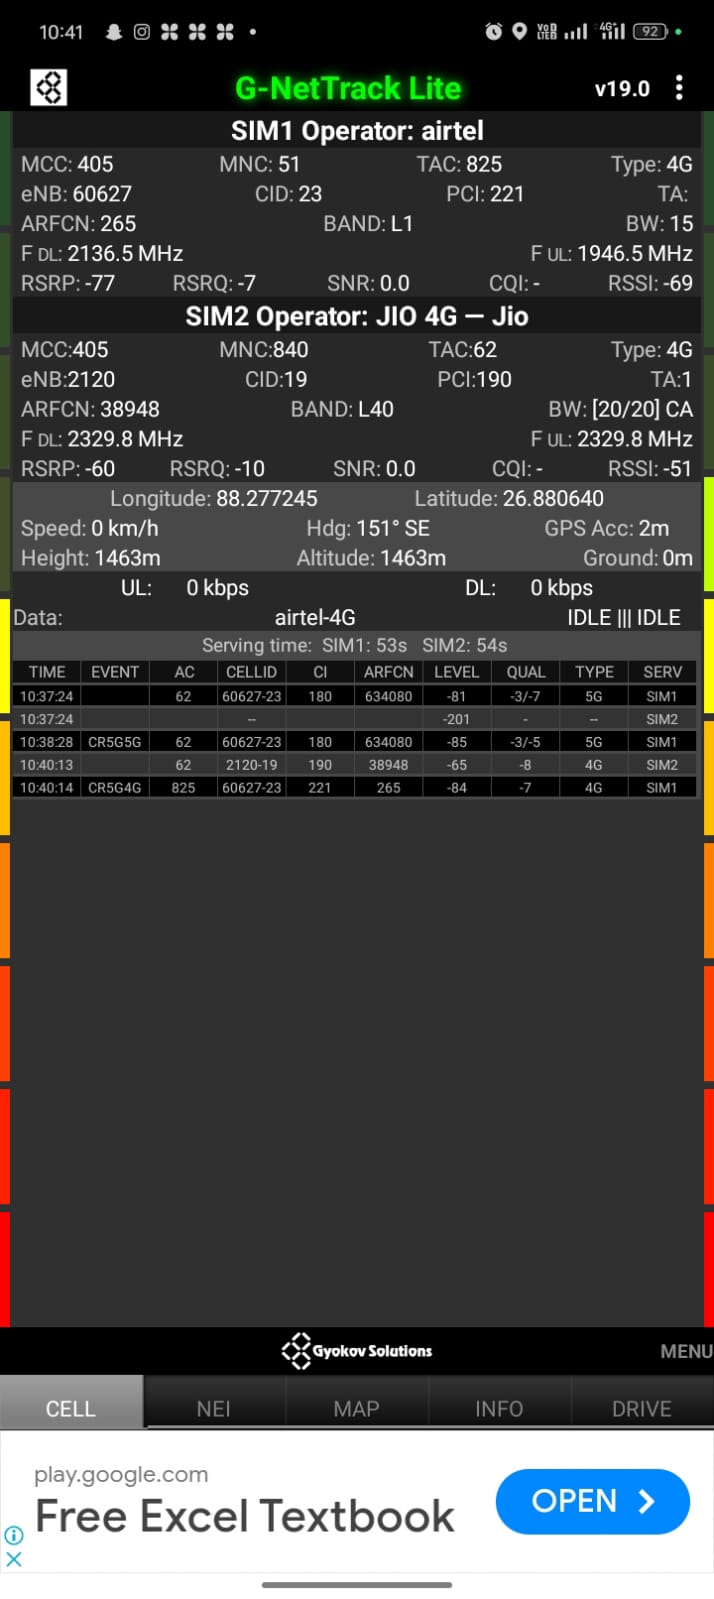 10:41 VoD LTED 4G+ 92
G-NetTrack Lite v19.0
SIM1 Operator: airtel
MCC: 405 MNC: 51 TAC: 825 Type: 4G
eNB: 60627 CID: 23 PCI: 221 TA:
ARFCN: 265 BAND: L1 BW: 15
F DL: 2136.5 MHz F UL: 1946.5 MHz
RSRP: -77 RSRQ: -7 SNR: 0.0 CQI: - RSSI: -69
SIM2 Operator: JIO 4G — Jio
MCC:405 MNC:840 TAC:62 Type: 4G
eNB:2120 CID:19 PCI:190 TA:1
ARFCN: 38948 BAND: L40 BW: [20/20] CA
F DL: 2329.8 MHz F UL: 2329.8 MHz
RSRP: -60 RSRQ: -10 SNR: 0.0 CQI: - RSSI: -51
Longitude: 88.277245 Latitude: 26.880640
Speed: 0 km/h Hdg: 151° SE GPS Acc: 2m
Height: 1463m Altitude: 1463m Ground: 0m
UL: 0 kbps DL: 0 kbps
Data: airtel-4G IDLE ||| IDLE
Serving time: SIM1: 53s SIM2: 54s
TIME EVENT AC CELLID CI ARFCN LEVEL QUAL TYPE SERV
10:37:24 62 60627-23 180 634080 -81 -3/-7 5G SIM1
10:37:24 -- -201 - -- SIM2
10:38:28 CR5G5G 62 60627-23 180 634080 -85 -3/-5 5G SIM1
10:40:13 62 2120-19 190 38948 -65 -8 4G SIM2
10:40:14 CR5G4G 825 60627-23 221 265 -84 -7 4G SIM1
Gyokov Solutions MENU
CELL NEI MAP INFO DRIVE
play.google.com
Free Excel Textbook
OPEN